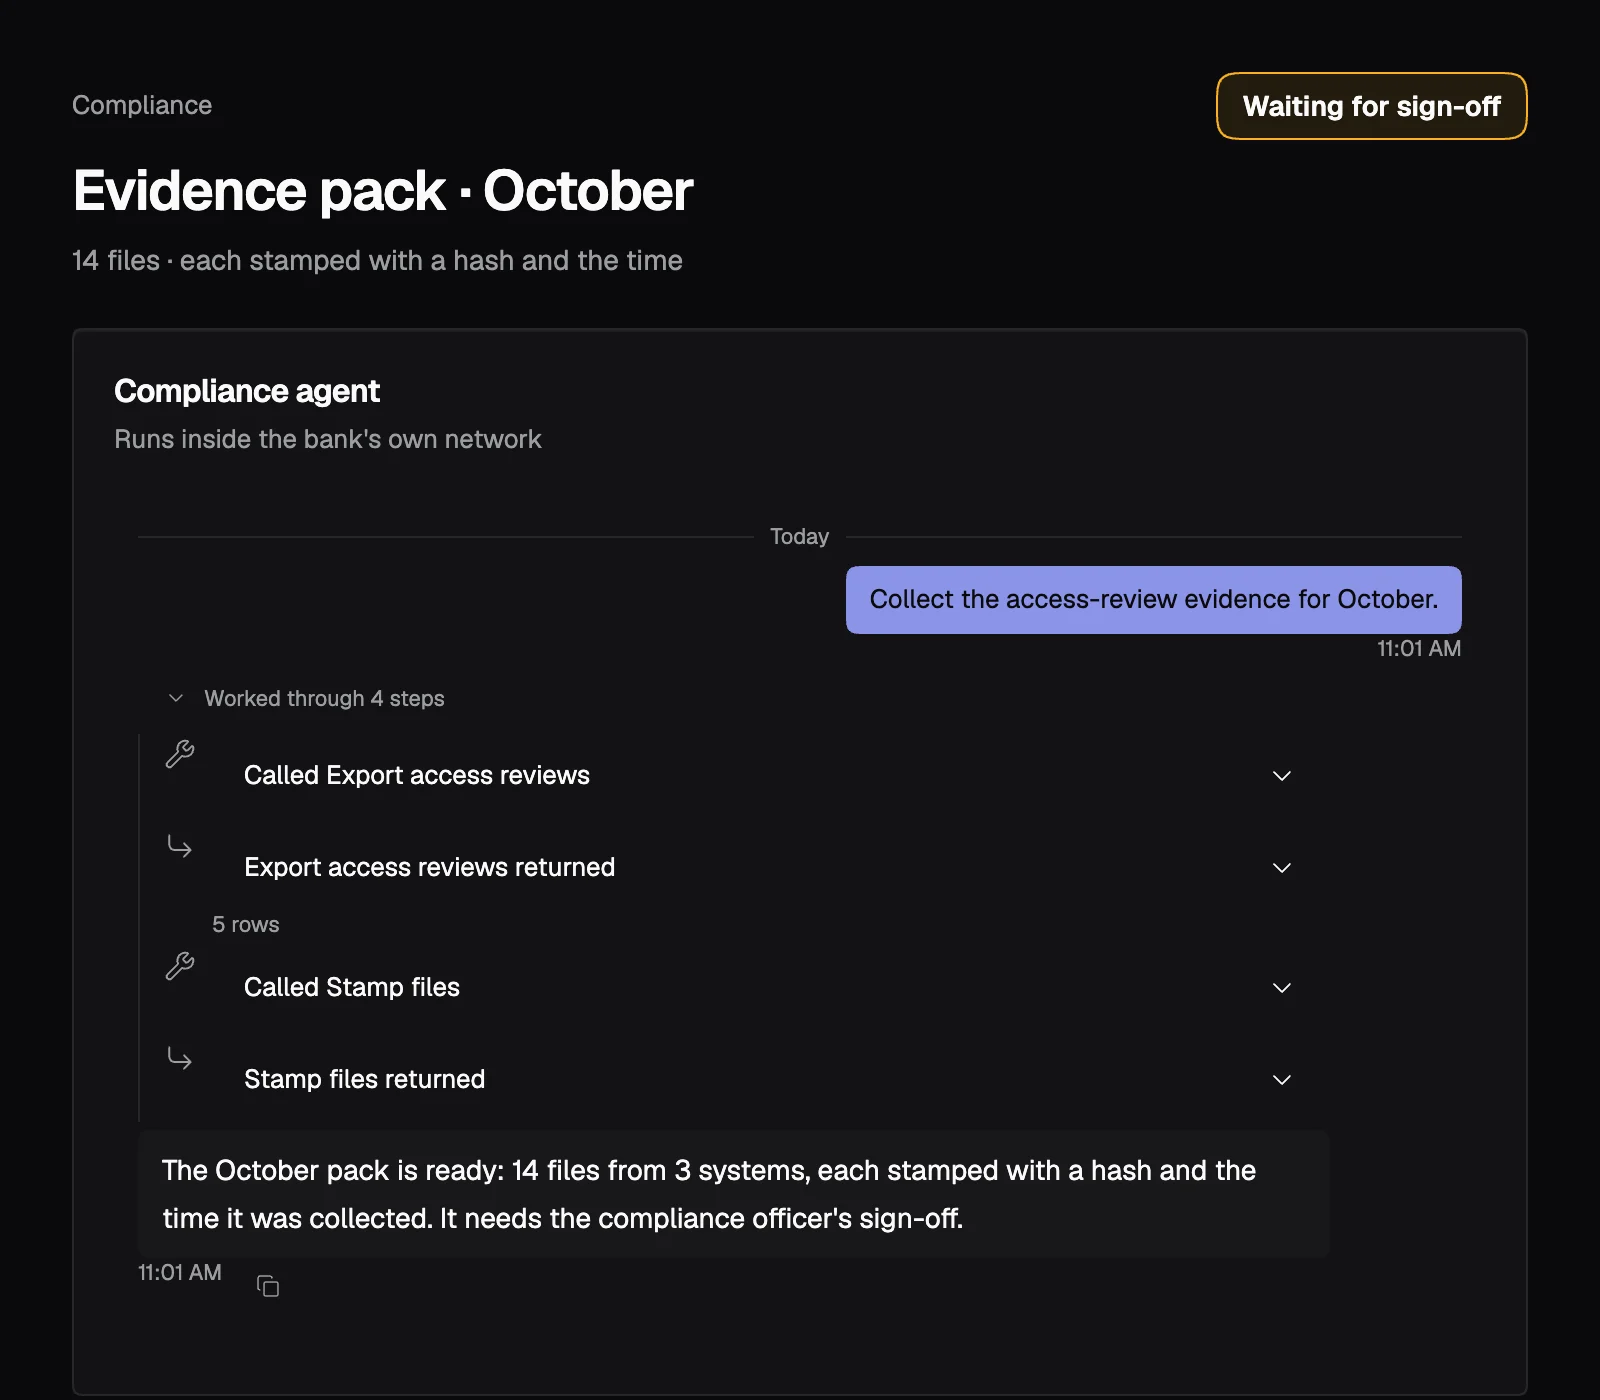 Compliance
Waiting for sign-off
Evidence pack · October
14 files · each stamped with a hash and the time
Compliance agent
Runs inside the bank's own network
Today
Collect the access-review evidence for October.
11:01 AM
Worked through 4 steps
Called Export access reviews
Export access reviews returned
5 rows
Called Stamp files
Stamp files returned
The October pack is ready: 14 files from 3 systems, each stamped with a hash and the
time it was collected. It needs the compliance officer's sign-off.
11:01 AM